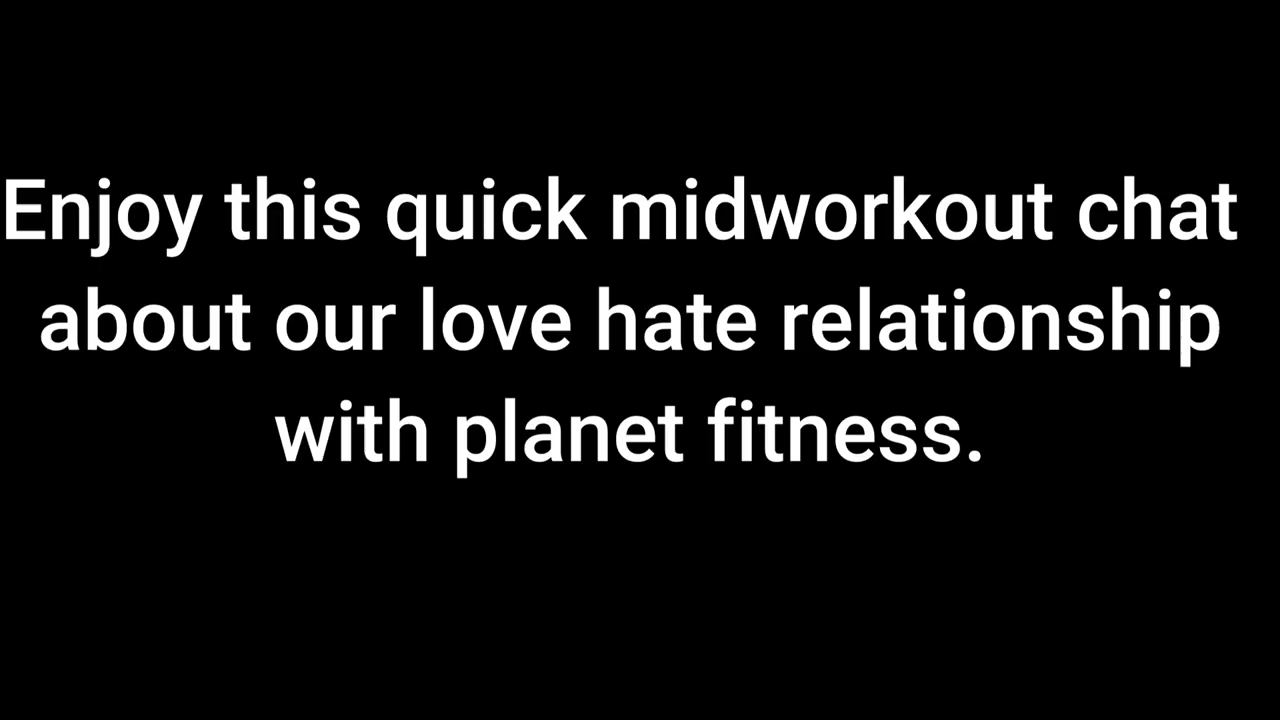 Enjoy this quick midworkout chat
about our love hate relationship
with planet fitness.